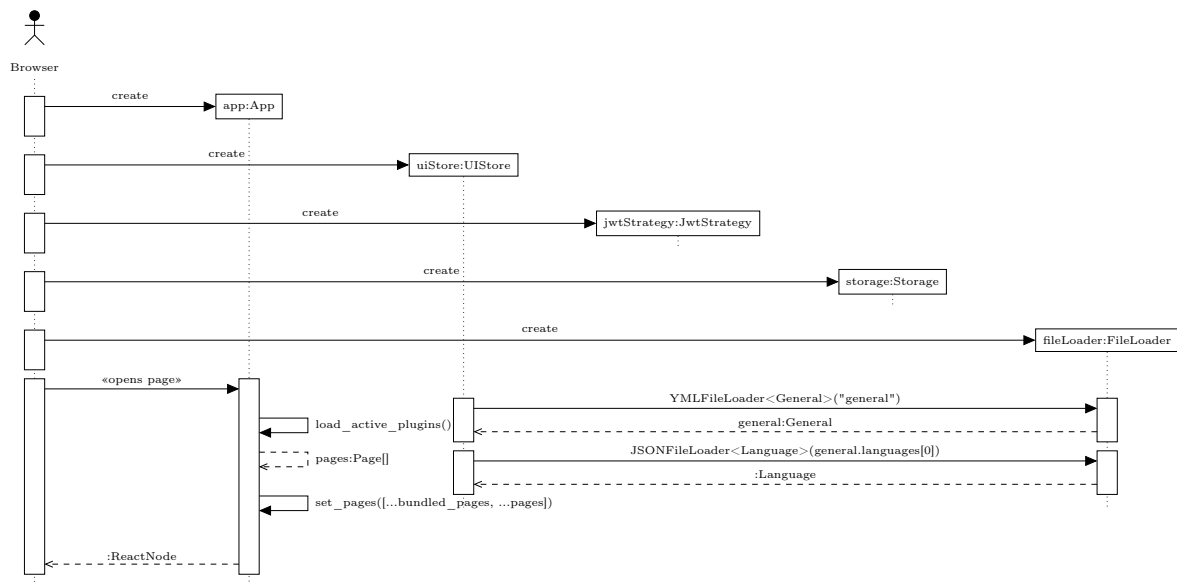 Browser
create
app:App
create
uiStore:UIStore
create
jwtStrategy:JwtStrategy
create
storage:Storage
create
fileLoader:FileLoader
«opens page»
YMLFileLoader<General>("general")
load_active_plugins()
general:General
JSONFileLoader<Language>(general.languages[0])
pages:Page[]
:Language
set_pages([...bundled_pages, ...pages])
:ReactNode